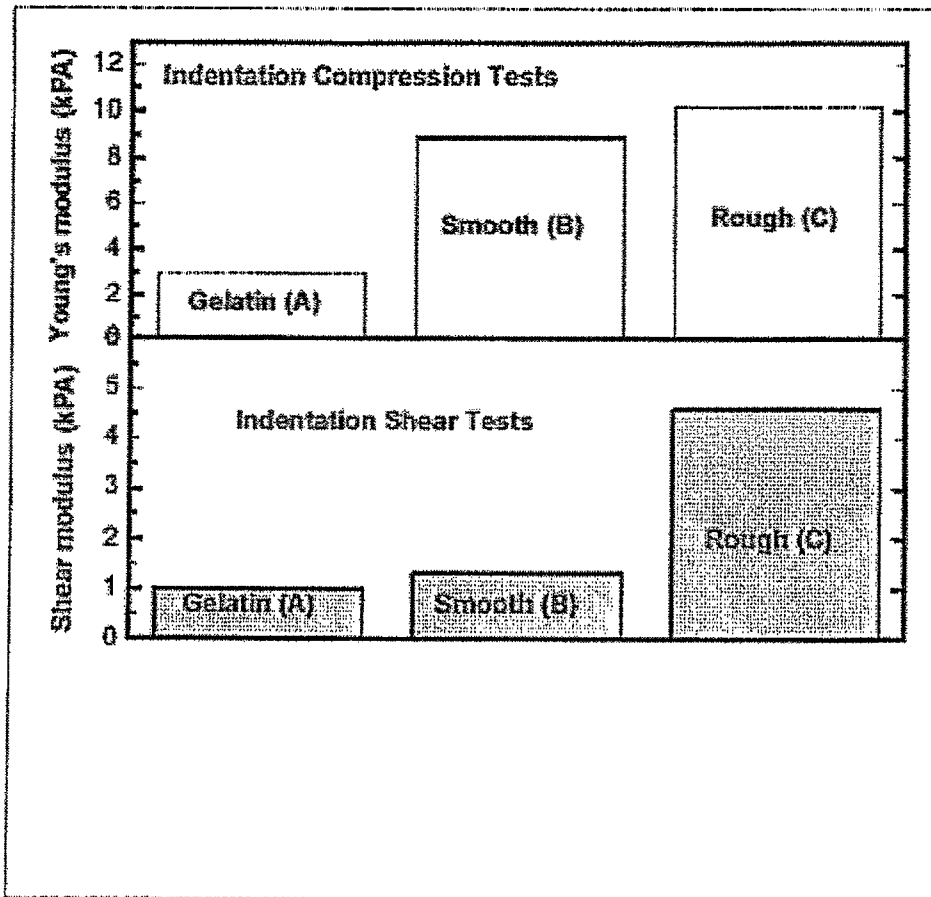 Young's modulus (kPA)
12
10
8
6
4
2
0
Indentation Compression Tests
Gelatin (A)
Smooth (B)
Rough (C)
Shear modulus (kPA)
5
4
3
2
1
0
Indentation Shear Tests
Gelatin (A)
Smooth (B)
Rough (C)